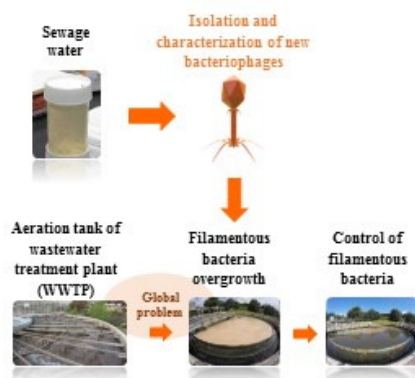 Sewage
water
Isolation and
characterization of new
bacteriophages
Aeration tank of
wastewater
treatment plant
(WWTP)
Global
problem
Filamentous
bacteria
overgrowth
Control of
filamentous
bacteria